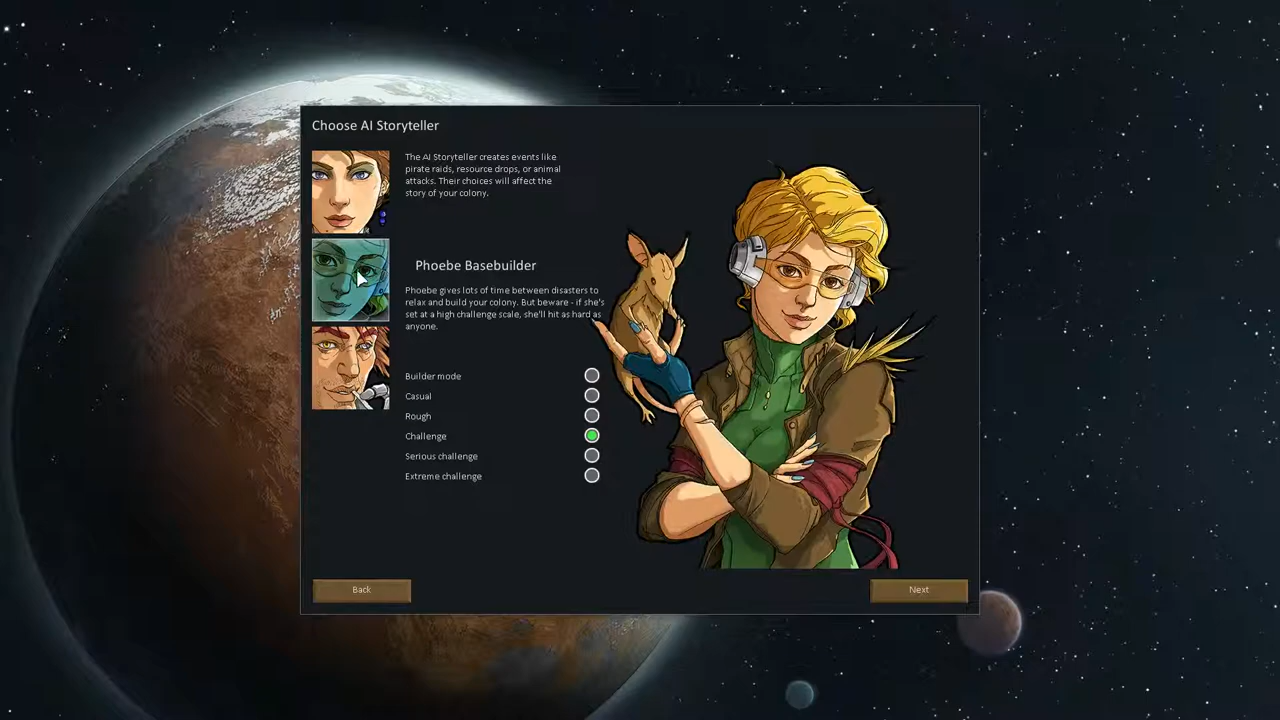 Choose AI Storyteller
The AI Storyteller creates events like
pirate raids, resource drops, or animal
attacks. Their choices will affect the
story of your colony.
Phoebe Basebuilder
Phoebe gives lots of time between disasters to
relax and build your colony. But beware - if she's
set at a high challenge scale, she'll hit as hard as
anyone.
Builder mode
Casual
Rough
Challenge
Serious challenge
Extreme challenge
Back
Next